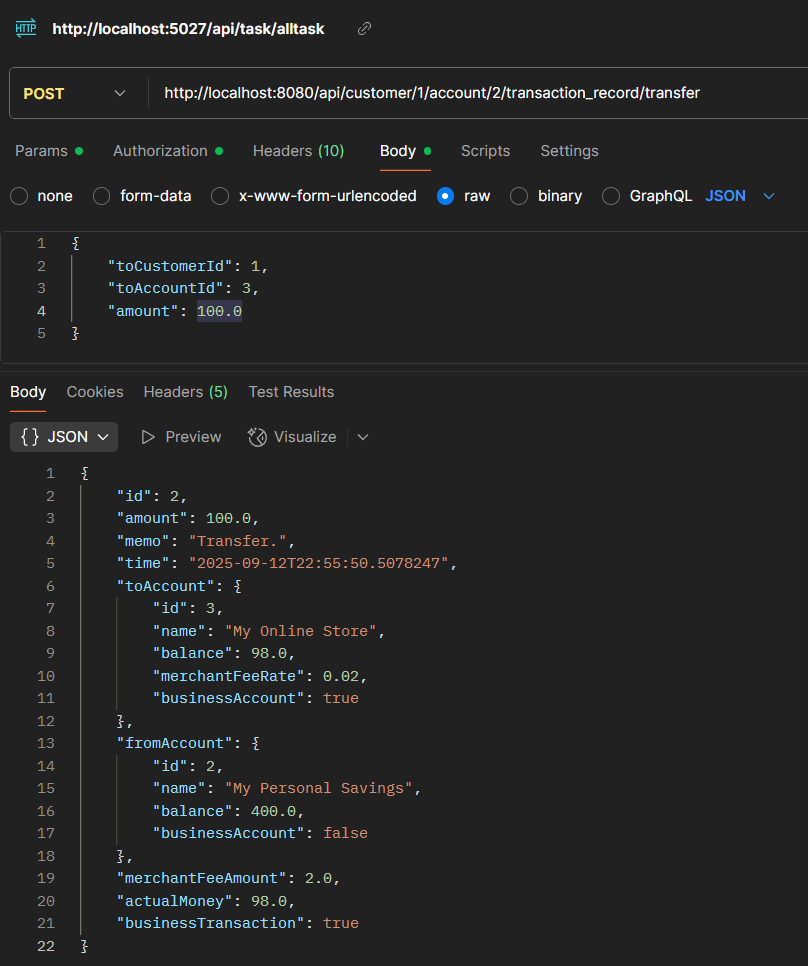 HTTP http://localhost:5027/api/task/alltask
POST http://localhost:8080/api/customer/1/account/2/transaction_record/transfer
Params Authorization Headers (10) Body Scripts Settings
none form-data x-www-form-urlencoded raw binary GraphQL JSON
1 {
2 "toCustomerId": 1,
3 "toAccountId": 3,
4 "amount": 100.0
5 }
Body Cookies Headers (5) Test Results
{} JSON Preview Visualize
1 {
2 "id": 2,
3 "amount": 100.0,
4 "memo": "Transfer.",
5 "time": "2025-09-12T22:55:50.5078247",
6 "toAccount": {
7 "id": 3,
8 "name": "My Online Store",
9 "balance": 98.0,
10 "merchantFeeRate": 0.02,
11 "businessAccount": true
12 },
13 "fromAccount": {
14 "id": 2,
15 "name": "My Personal Savings",
16 "balance": 400.0,
17 "businessAccount": false
18 },
19 "merchantFeeAmount": 2.0,
20 "actualMoney": 98.0,
21 "businessTransaction": true
22 }